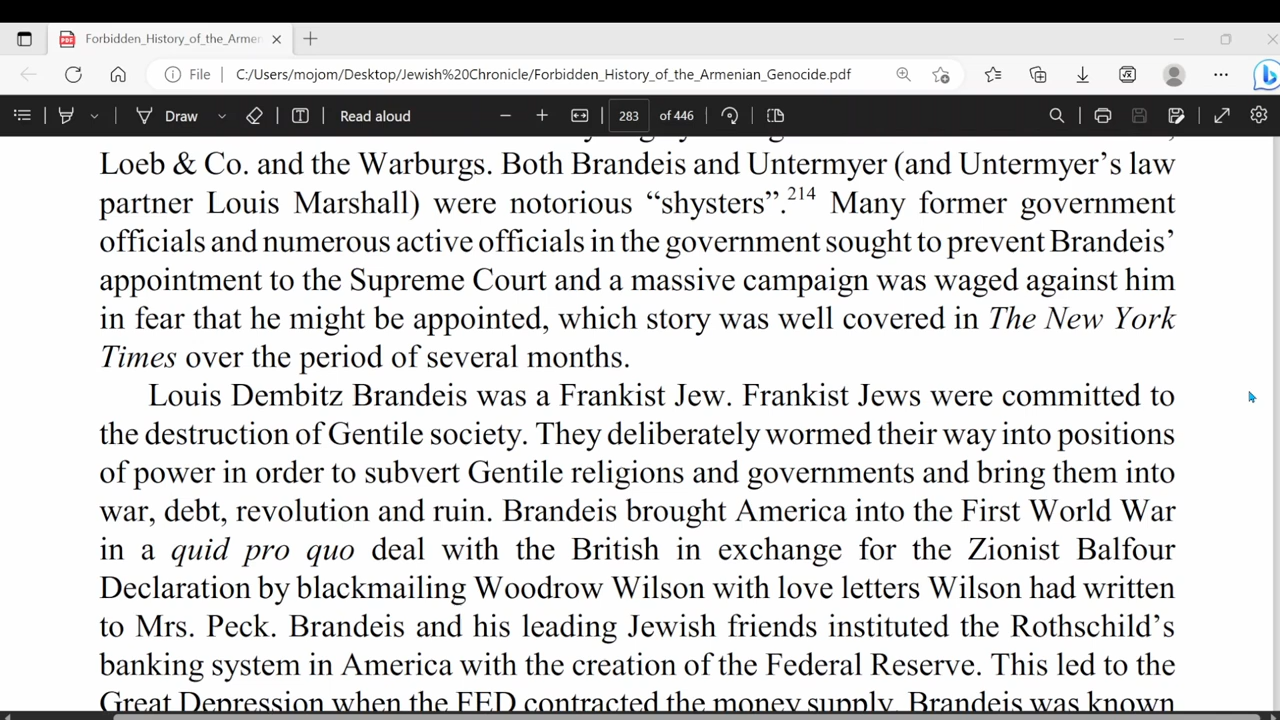 Forbidden_History_of_the_Armen
File C:/Users/mojom/Desktop/Jewish%20Chronicle/Forbidden_History_of_the_Armenian_Genocide.pdf
Draw Read aloud 283 of 446
Loeb & Co. and the Warburgs. Both Brandeis and Untermyer (and Untermyer's law
partner Louis Marshall) were notorious “shysters”.214 Many former government
officials and numerous active officials in the government sought to prevent Brandeis’
appointment to the Supreme Court and a massive campaign was waged against him
in fear that he might be appointed, which story was well covered in The New York
Times over the period of several months.
Louis Dembitz Brandeis was a Frankist Jew. Frankist Jews were committed to
the destruction of Gentile society. They deliberately wormed their way into positions
of power in order to subvert Gentile religions and governments and bring them into
war, debt, revolution and ruin. Brandeis brought America into the First World War
in a quid pro quo deal with the British in exchange for the Zionist Balfour
Declaration by blackmailing Woodrow Wilson with love letters Wilson had written
to Mrs. Peck. Brandeis and his leading Jewish friends instituted the Rothschild’s
banking system in America with the creation of the Federal Reserve. This led to the
Great Depression when the FED contracted the money supply. Brandeis was known